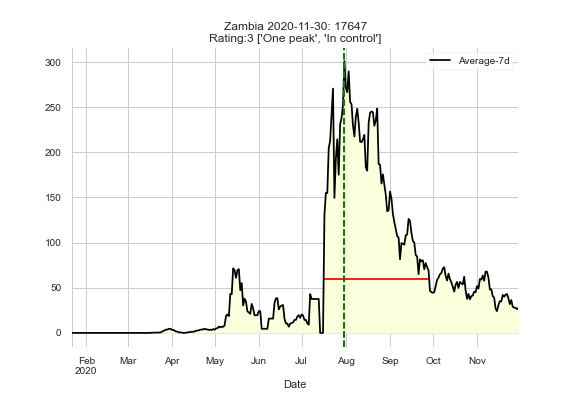 Zambia 2020-11-30: 17647
Rating:3 ['One peak', 'In control']
Average-7d
300
250
200
150
100
50
0
Feb Mar Apr May Jun Jul Aug Sep Oct Nov
2020
Date